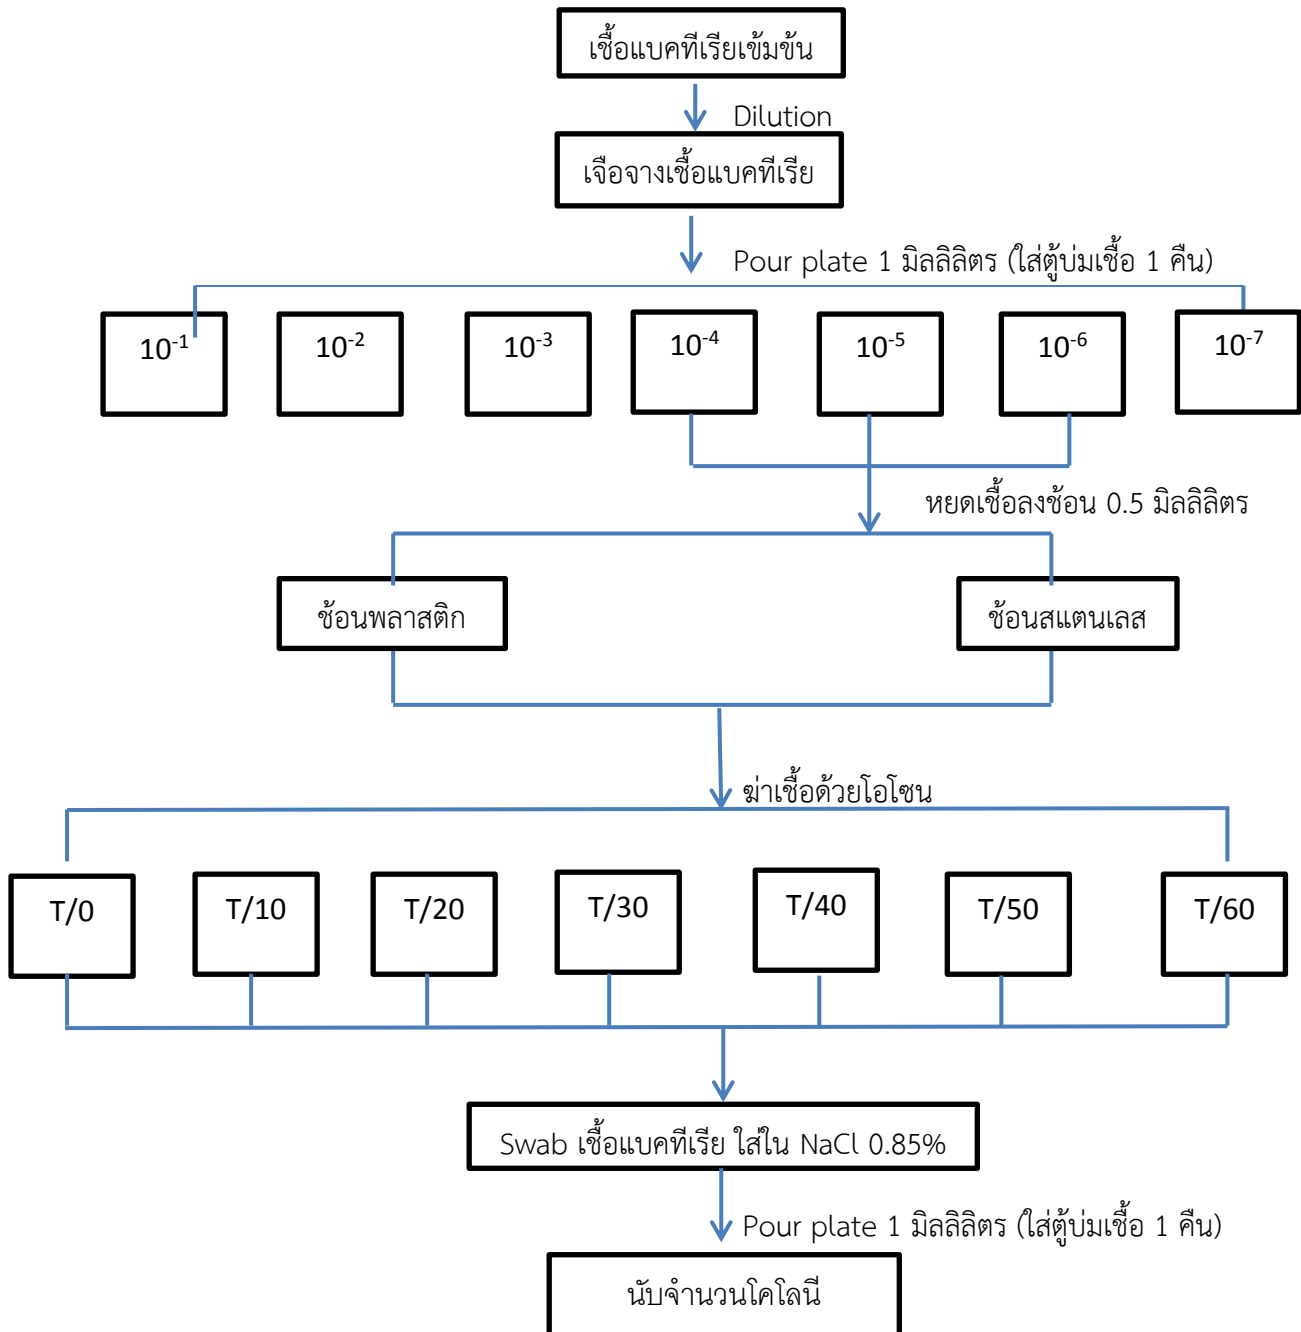 เชื้อแบคทีเรียเข้มข้น
Dilution
เจือจางเชื้อแบคทีเรีย
Pour plate 1 มิลลิลิตร (ใส่ตู้บ่มเชื้อ 1 คืน)
10⁻¹ 10⁻² 10⁻³ 10⁻⁴ 10⁻⁵ 10⁻⁶ 10⁻⁷
หยดเชื้อลงช้อน 0.5 มิลลิลิตร
ช้อนพลาสติก ช้อนสแตนเลส
ฆ่าเชื้อด้วยโอโซน
T/0 T/10 T/20 T/30 T/40 T/50 T/60
Swab เชื้อแบคทีเรีย ใส่ใน NaCl 0.85%
Pour plate 1 มิลลิลิตร (ใส่ตู้บ่มเชื้อ 1 คืน)
นับจำนวนโคโลนี